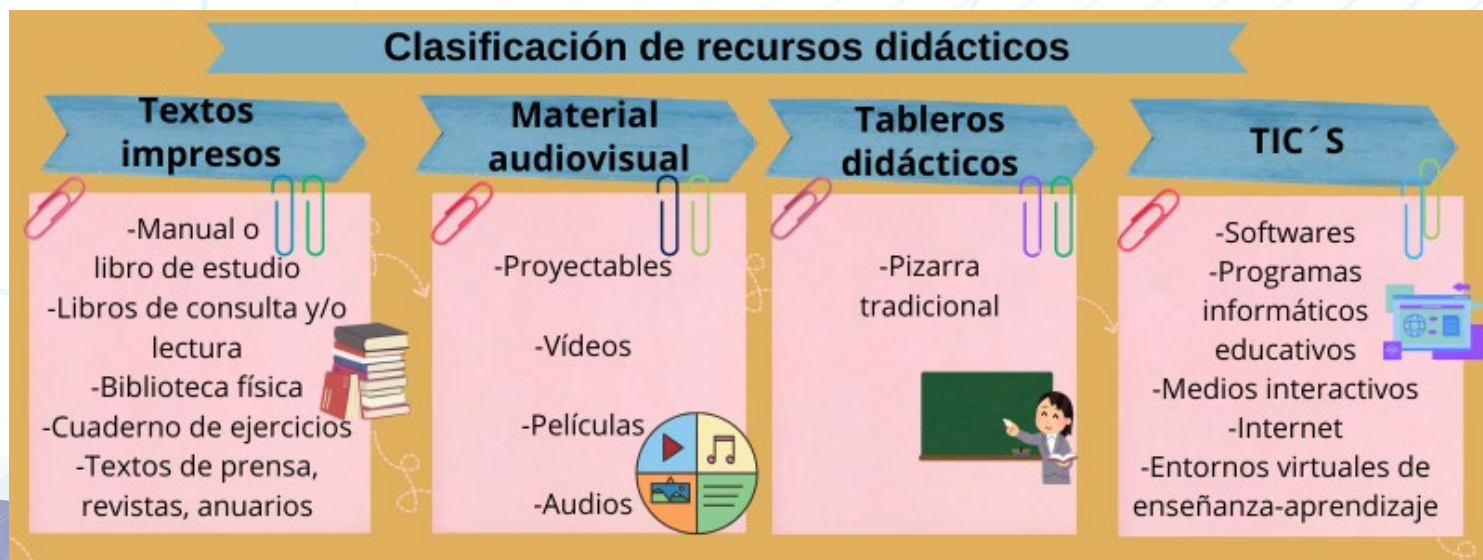 Clasificación de recursos didácticos
Textos
impresos
-Manual o
libro de estudio
-Libros de consulta y/o
lectura
-Biblioteca física
-Cuaderno de ejercicios
-Textos de prensa,
revistas, anuarios
Material
audiovisual
-Proyectables
-Vídeos
-Películas
-Audios
Tableros
didácticos
-Pizarra
tradicional
TIC´S
-Softwares
-Programas
informáticos
educativos
-Medios interactivos
-Internet
-Entornos virtuales de
enseñanza-aprendizaje